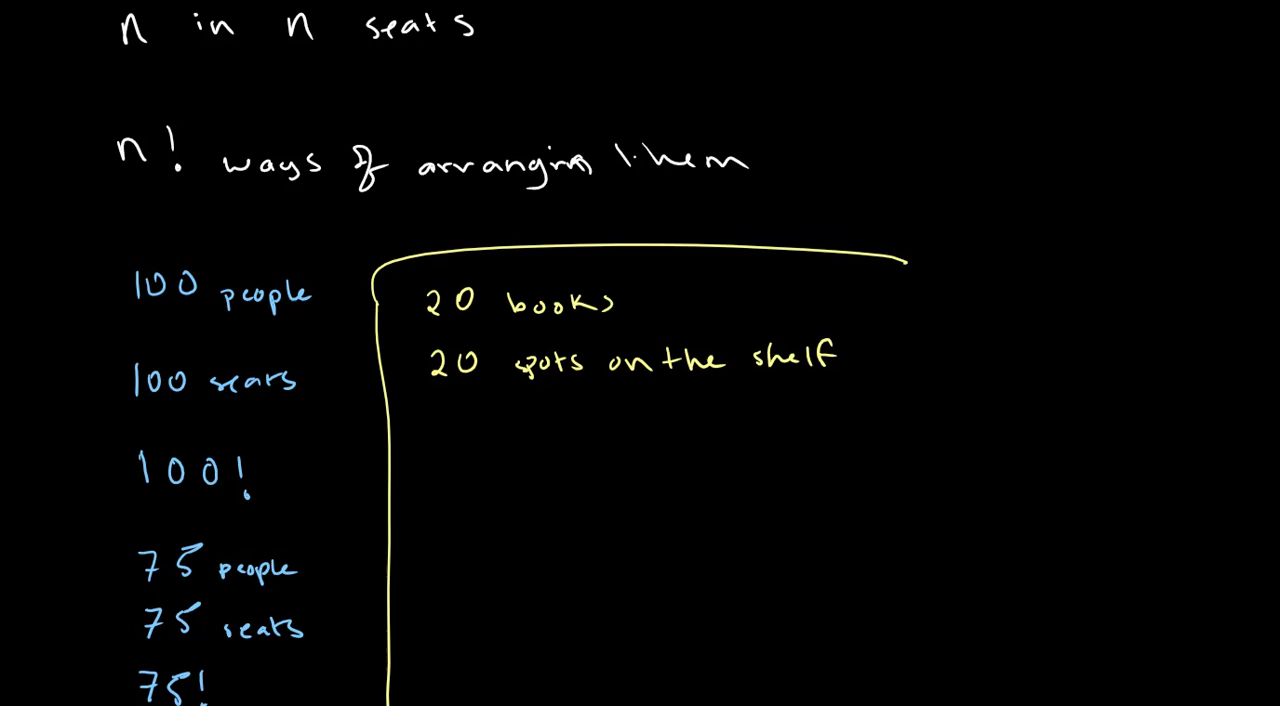 n in n seats
n! ways of arranging them
100 people
100 seats
100!
75 people
75 seats
75!
20 books
20 spots on the shelf